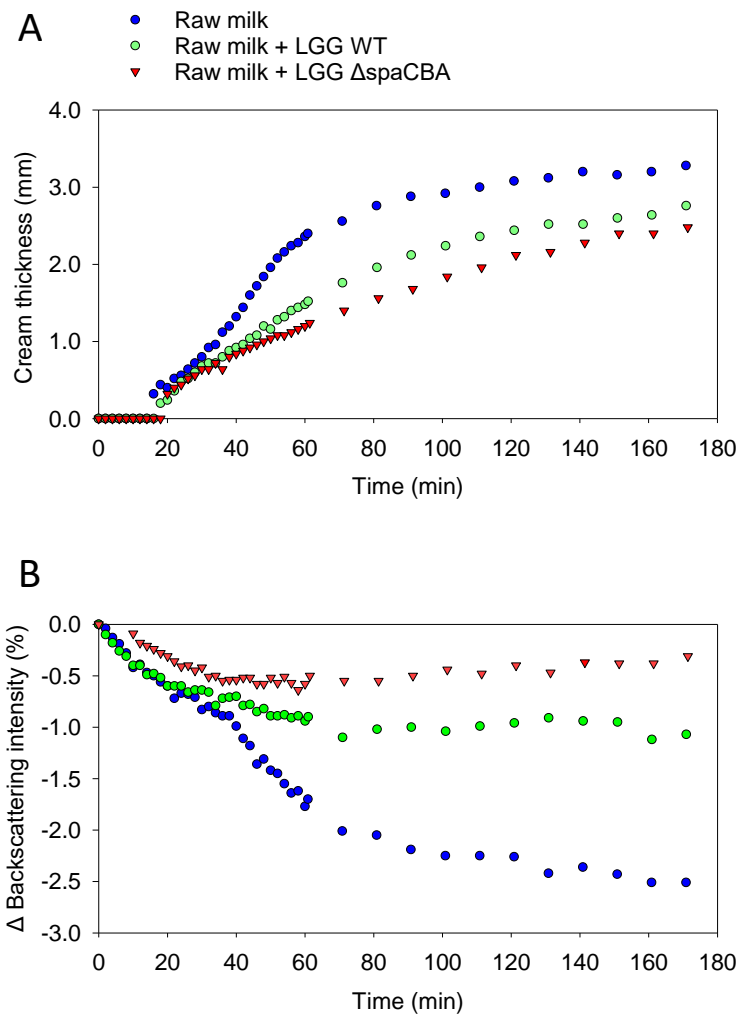 A
Raw milk
Raw milk + LGG WT
Raw milk + LGG ΔspaCBA
4.0
3.0
2.0
1.0
0.0
Cream thickness (mm)
0 20 40 60 80 100 120 140 160 180
Time (min)
B
0.0
-0.5
-1.0
-1.5
-2.0
-2.5
-3.0
Δ Backscattering intensity (%)
0 20 40 60 80 100 120 140 160 180
Time (min)